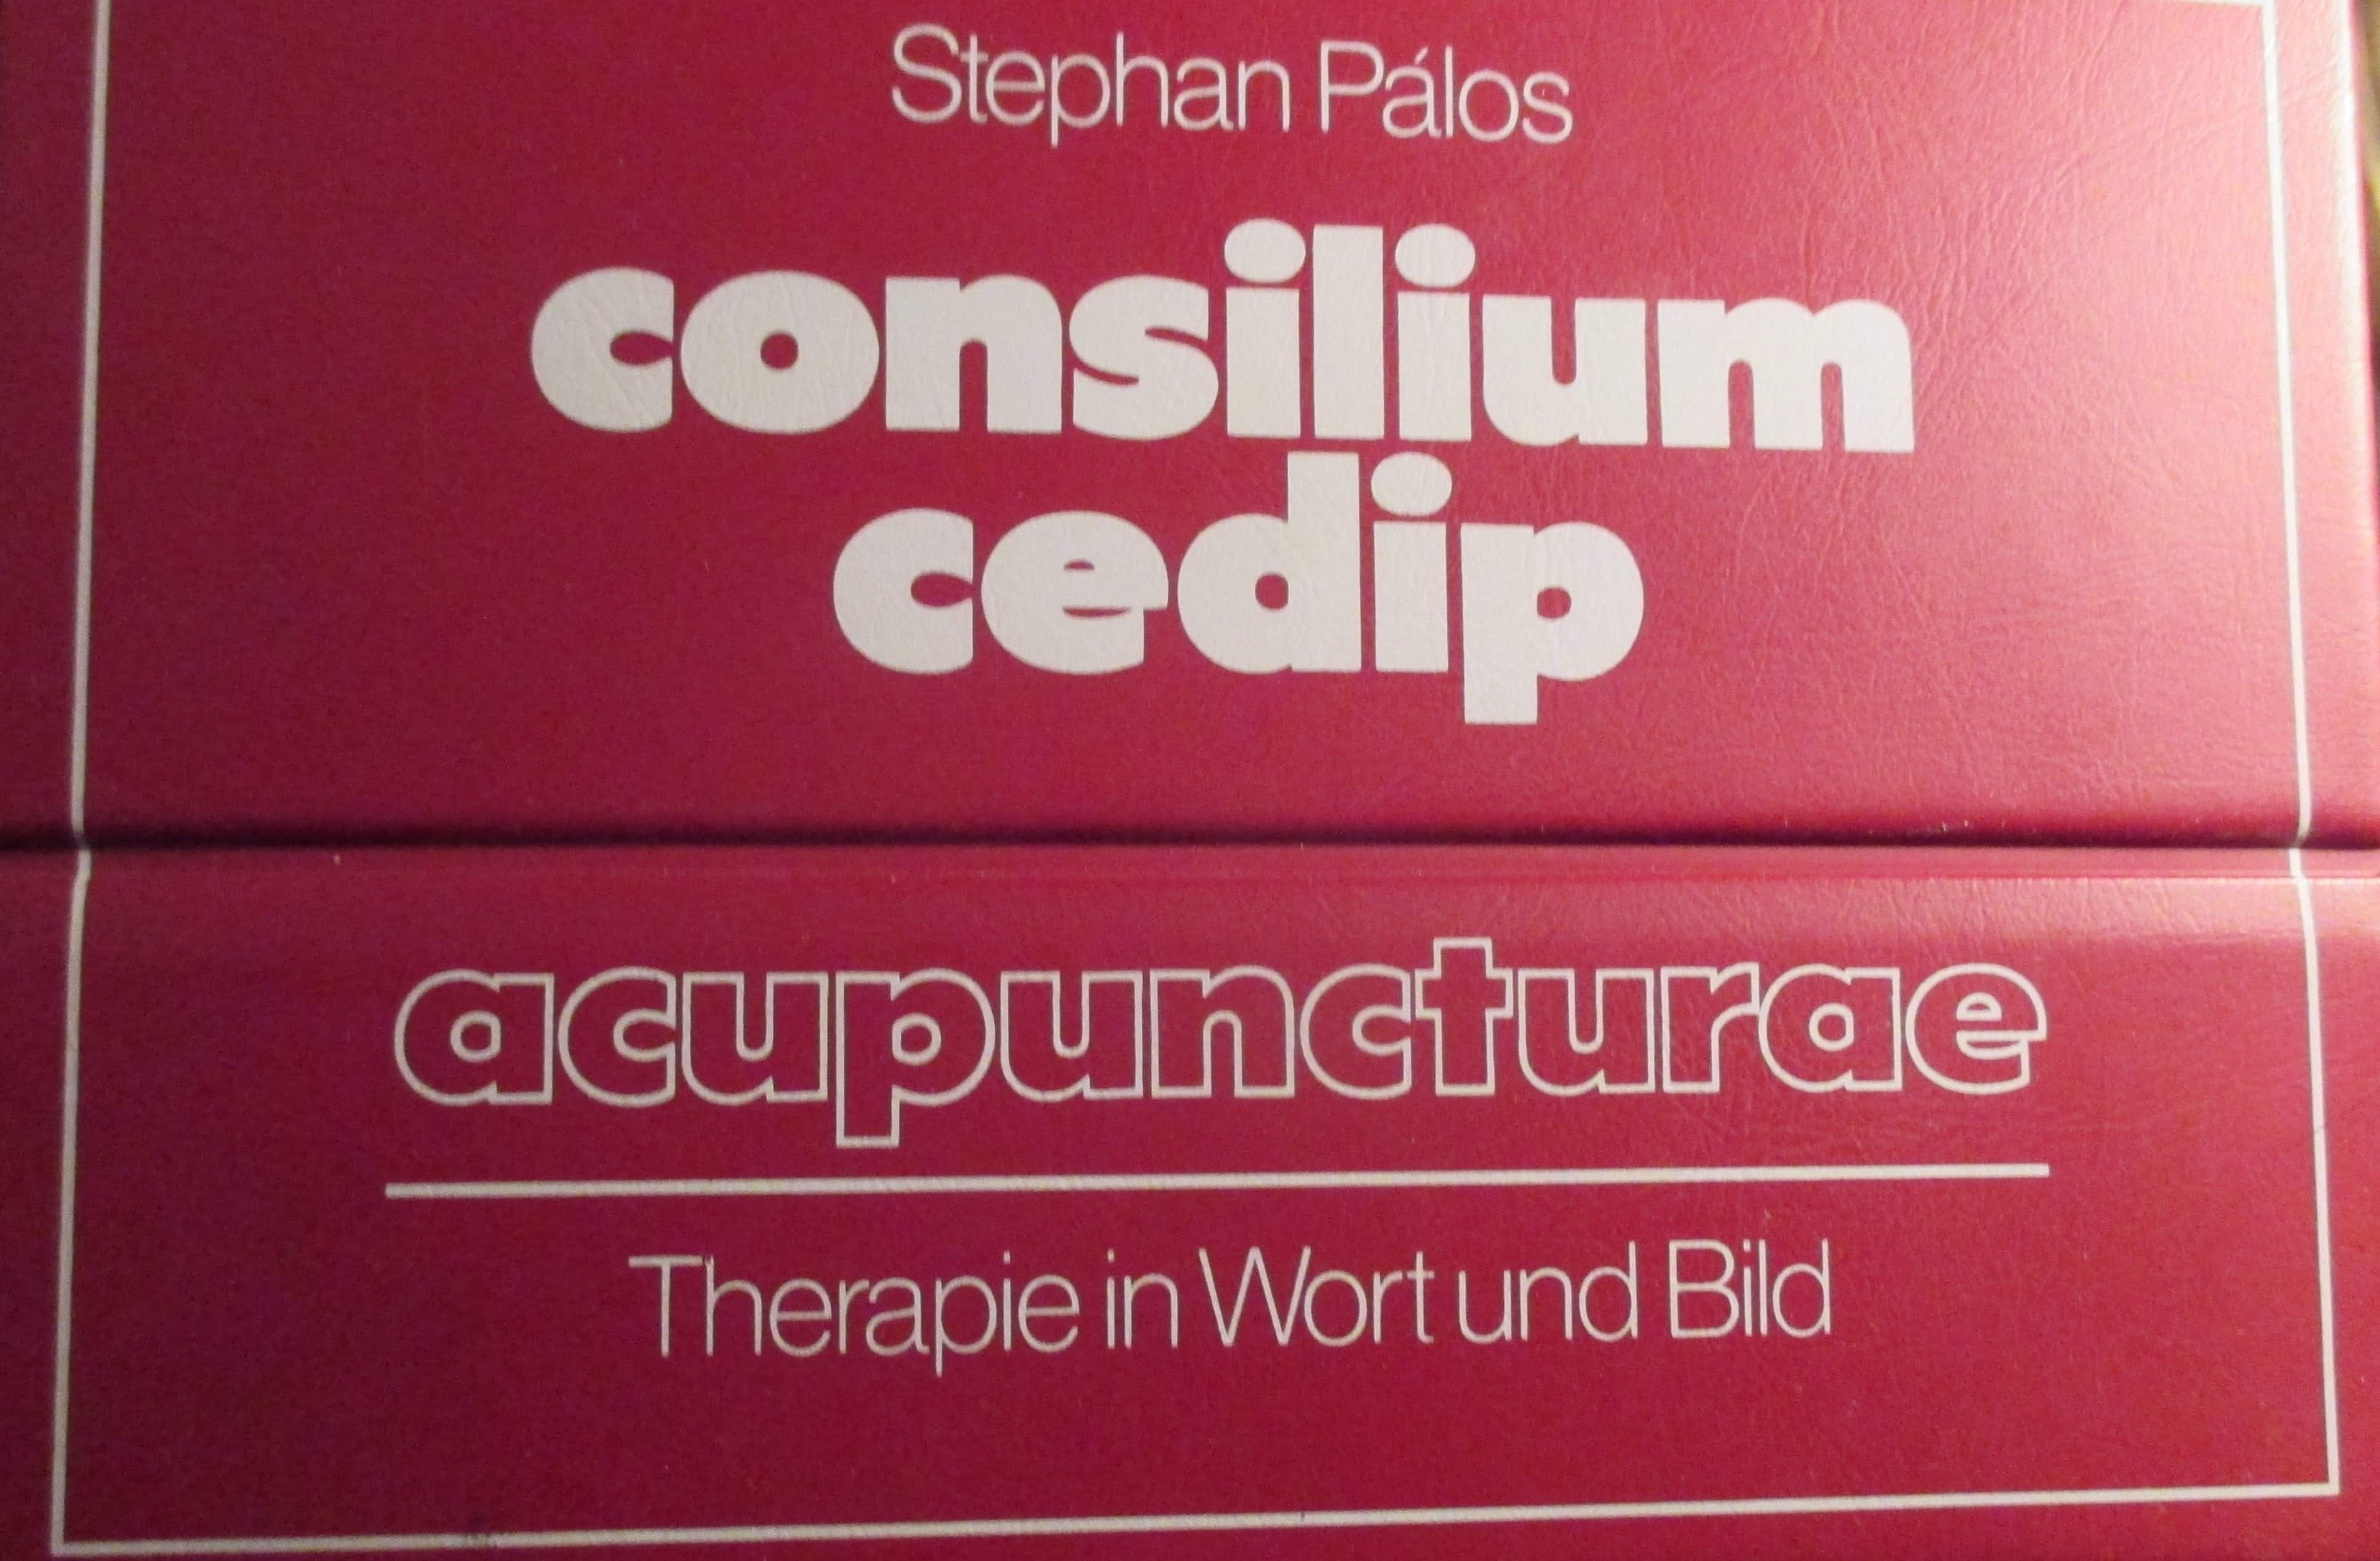 Stephan Pálos
consilium
cedip
acupuncturae
Therapie in Wort und Bild